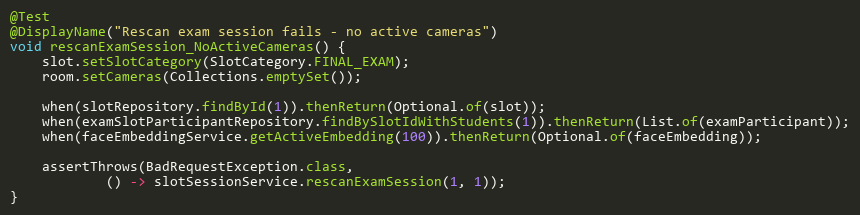 @Test
@DisplayName("Rescan exam session fails - no active cameras")
void rescanExamSession_NoActiveCameras() {
    slot.setSlotCategory(SlotCategory.FINAL_EXAM);
    room.setCameras(Collections.emptySet());

    when(slotRepository.findById(1)).thenReturn(Optional.of(slot));
    when(examSlotParticipantRepository.findBySlotIdWithStudents(1)).thenReturn(List.of(examParticipant));
    when(faceEmbeddingService.getActiveEmbedding(100)).thenReturn(Optional.of(faceEmbedding));

    assertThrows(BadRequestException.class,
            () -> slotSessionService.rescanExamSession(1, 1));
}